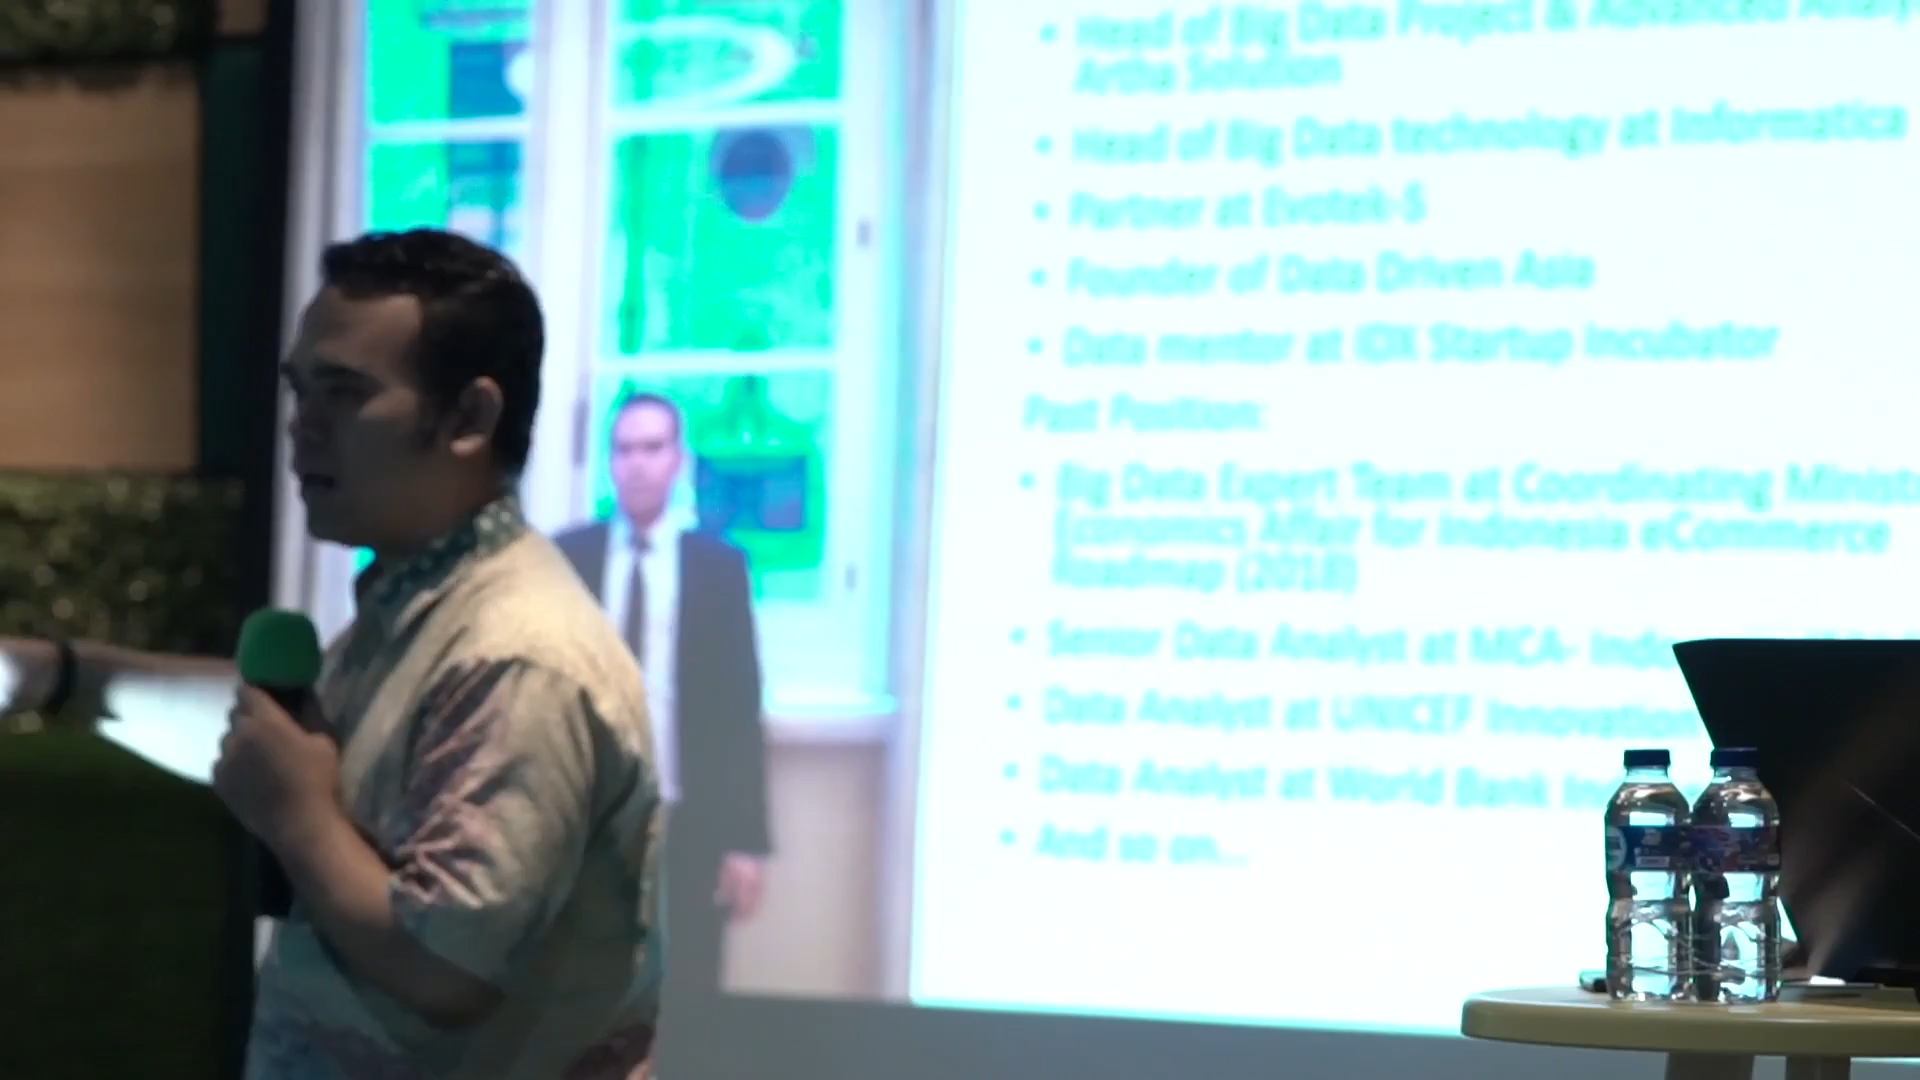 • Head of Big Data Project & Advanced
Artha Solution
• Head of Big Data technology at Informatica
• Partner at Evotek-S
• Founder of Data Driven Asia
• Data mentor at IDX Startup Incubator
Past Position:
• Big Data Expert Team at Coordinating
Economics Affair for Indonesia eCommerce
Roadmap (2018)
• Senior Data Analyst at MCA-
• Data Analyst at UNICEF Innovation
• Data Analyst at World Bank
• And so on...